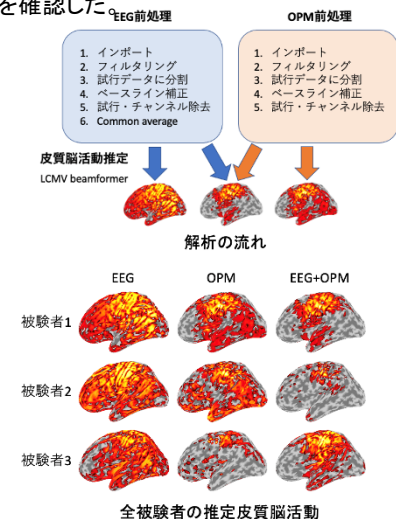 を確認した。
EEG前処理
1. インポート
2. フィルタリング
3. 試行データに分割
4. ベースライン補正
5. 試行・チャンネル除去
6. Common average
OPM前処理
1. インポート
2. フィルタリング
3. 試行データに分割
4. ベースライン補正
5. 試行・チャンネル除去
皮質脳活動推定
LCMV beamformer
解析の流れ
EEG OPM EEG+OPM
被験者1
被験者2
被験者3
全被験者の推定皮質脳活動